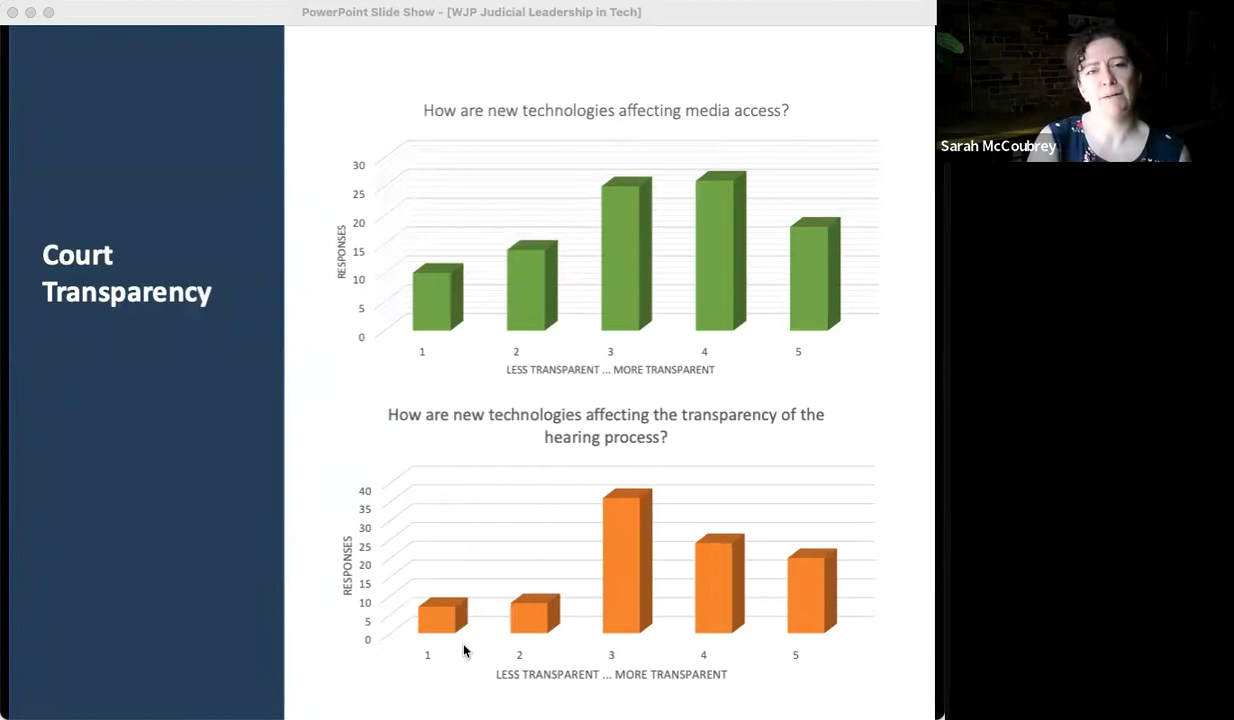 PowerPoint Slide Show - [WJP Judicial Leadership in Tech]
Sarah McCoubrey
Court
Transparency
How are new technologies affecting media access?
30
25
20
15
10
5
0
RESPONSES
1 2 3 4 5
LESS TRANSPARENT ... MORE TRANSPARENT
How are new technologies affecting the transparency of the
hearing process?
40
35
30
25
20
15
10
5
0
RESPONSES
1 2 3 4 5
LESS TRANSPARENT ... MORE TRANSPARENT